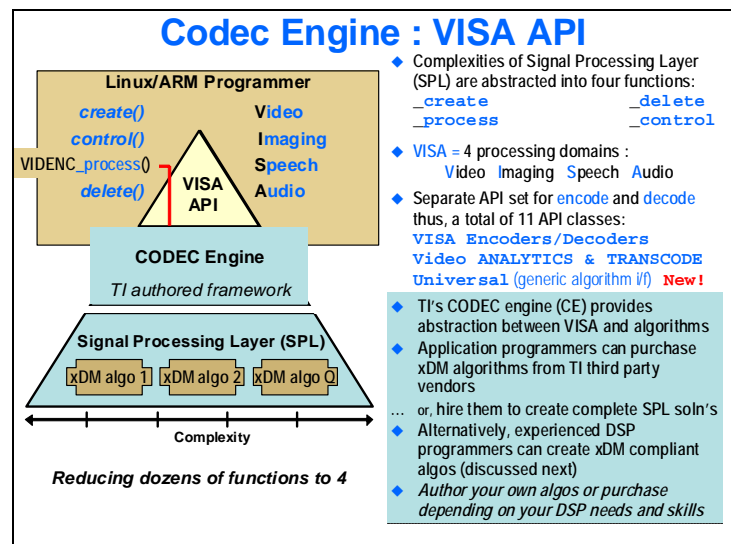 Codec Engine : VISA API
Linux/ARM Programmer
create()
control()
VIDENC_process()
delete()
Video
Imaging
Speech
Audio
VISA
API
CODEC Engine
TI authored framework
Signal Processing Layer (SPL)
xDM algo 1
xDM algo 2
xDM algo Q
Complexity
Reducing dozens of functions to 4
◆ Complexities of Signal Processing Layer
(SPL) are abstracted into four functions:
_create _delete
_process _control
◆ VISA = 4 processing domains :
Video Imaging Speech Audio
◆ Separate API set for encode and decode
thus, a total of 11 API classes:
VISA Encoders/Decoders
Video ANALYTICS & TRANSCODE
Universal (generic algorithm i/f) New!
◆ TI's CODEC engine (CE) provides
abstraction between VISA and algorithms
◆ Application programmers can purchase
xDM algorithms from TI third party
vendors
… or, hire them to create complete SPL soln's
◆ Alternatively, experienced DSP
programmers can create xDM compliant
algos (discussed next)
◆ Author your own algos or purchase
depending on your DSP needs and skills